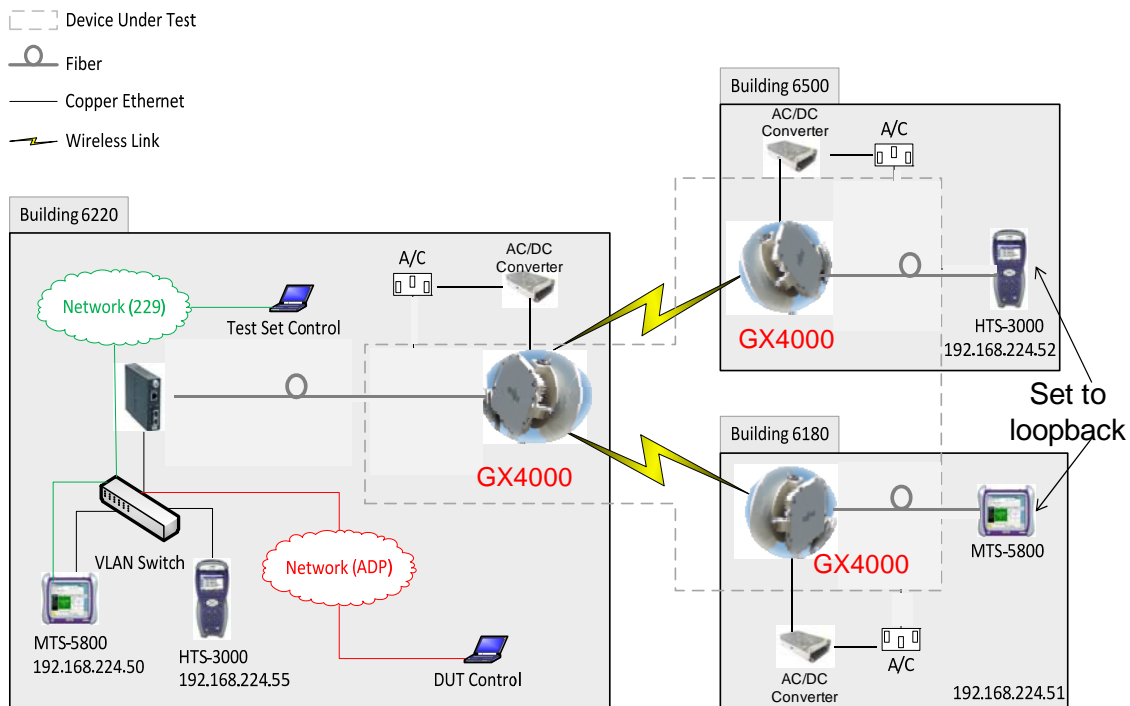 Device Under Test
Fiber
Copper Ethernet
Wireless Link
Building 6220
Network (229)
Test Set Control
A/C
AC/DC
Converter
GX4000
VLAN Switch
Network (ADP)
MTS-5800
192.168.224.50
HTS-3000
192.168.224.55
DUT Control
Building 6500
AC/DC
Converter
A/C
GX4000
HTS-3000
192.168.224.52
Set to
loopback
Building 6180
GX4000
MTS-5800
AC/DC
Converter
A/C
192.168.224.51